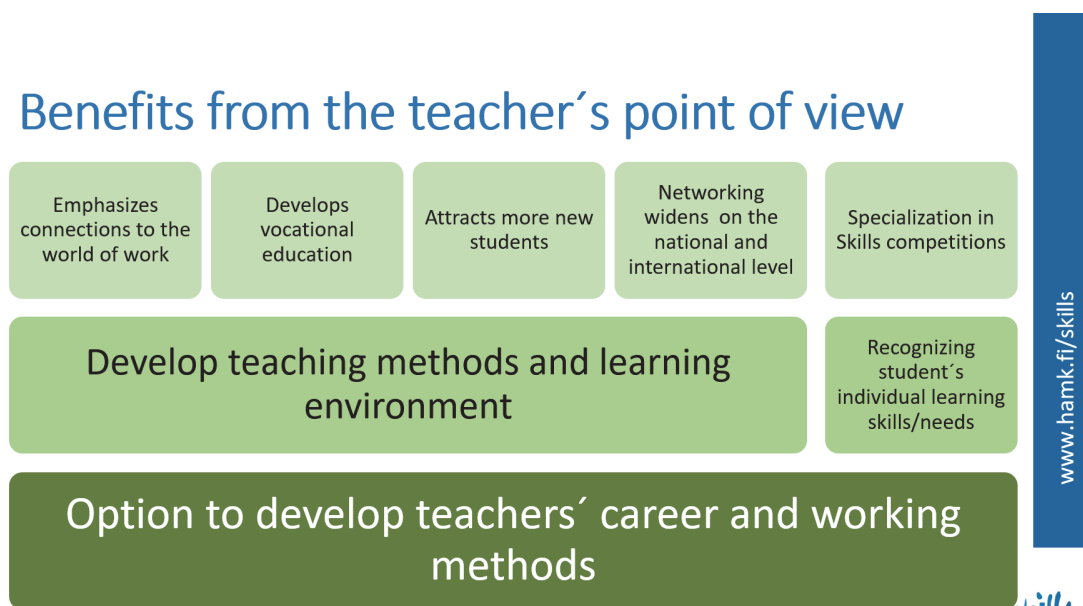 Benefits from the teacher´s point of view
Emphasizes
connections to the
world of work
Develops
vocational
education
Attracts more new
students
Networking
widens  on the
national and
international level
Specialization in
Skills competitions
Develop teaching methods and learning
environment
Recognizing
student´s
individual learning
skills/needs
Option to develop teachers´ career and working
methods
www.hamk.fi/skills